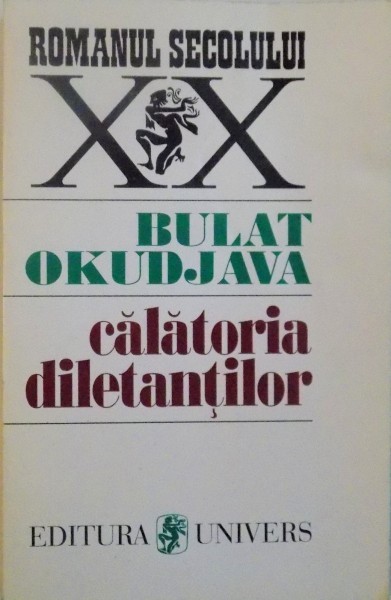 ROMANUL SECOLULUI
XX
BULAT
OKUDJAVA
călătoria
diletanților
EDITURA UNIVERS